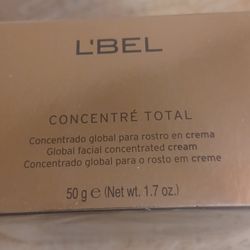 L'BEL
CONCENTRÉ TOTAL
Concentrado global para rostro en crema
Global facial concentrated cream
Concentrado global para o rosto em creme
50 g ℮ (Net wt. 1.7 oz.)